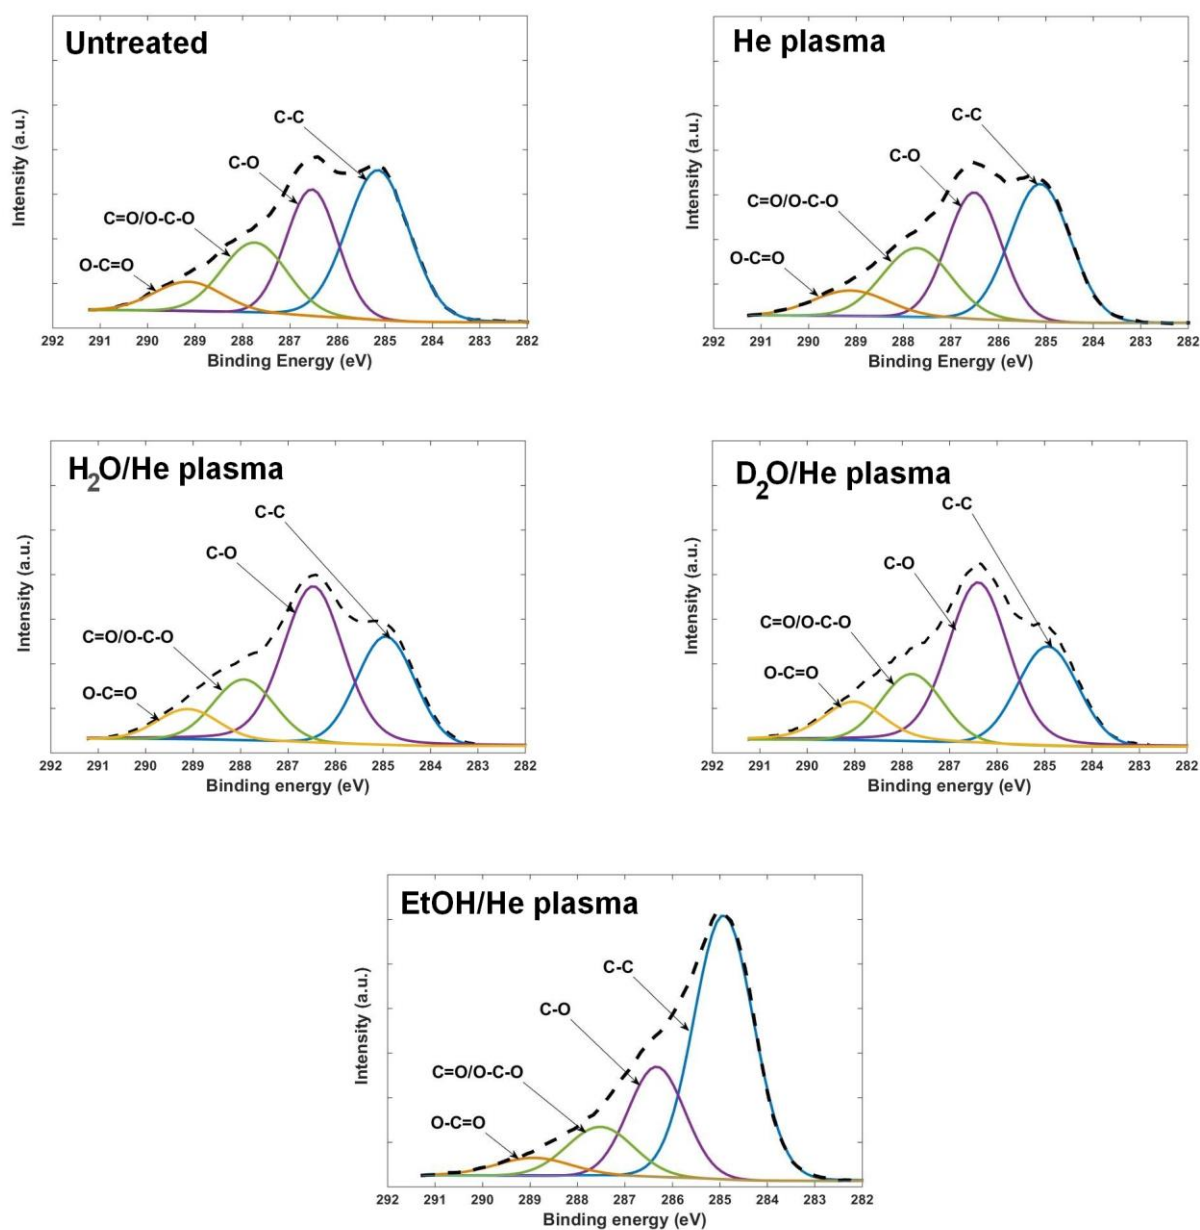 Untreated
Intensity (a.u.)
C-C
C-O
C=O/O-C-O
O-C=O
292 291 290 289 288 287 286 285 284 283 282
Binding Energy (eV)
He plasma
Intensity (a.u.)
C-C
C-O
C=O/O-C-O
O-C=O
292 291 290 289 288 287 286 285 284 283 282
Binding Energy (eV)
H2O/He plasma
Intensity (a.u.)
C-C
C-O
C=O/O-C-O
O-C=O
292 291 290 289 288 287 286 285 284 283 282
Binding energy (eV)
D2O/He plasma
Intensity (a.u.)
C-C
C-O
C=O/O-C-O
O-C=O
292 291 290 289 288 287 286 285 284 283 282
Binding energy (eV)
EtOH/He plasma
Intensity (a.u.)
C-C
C-O
C=O/O-C-O
O-C=O
292 291 290 289 288 287 286 285 284 283 282
Binding energy (eV)